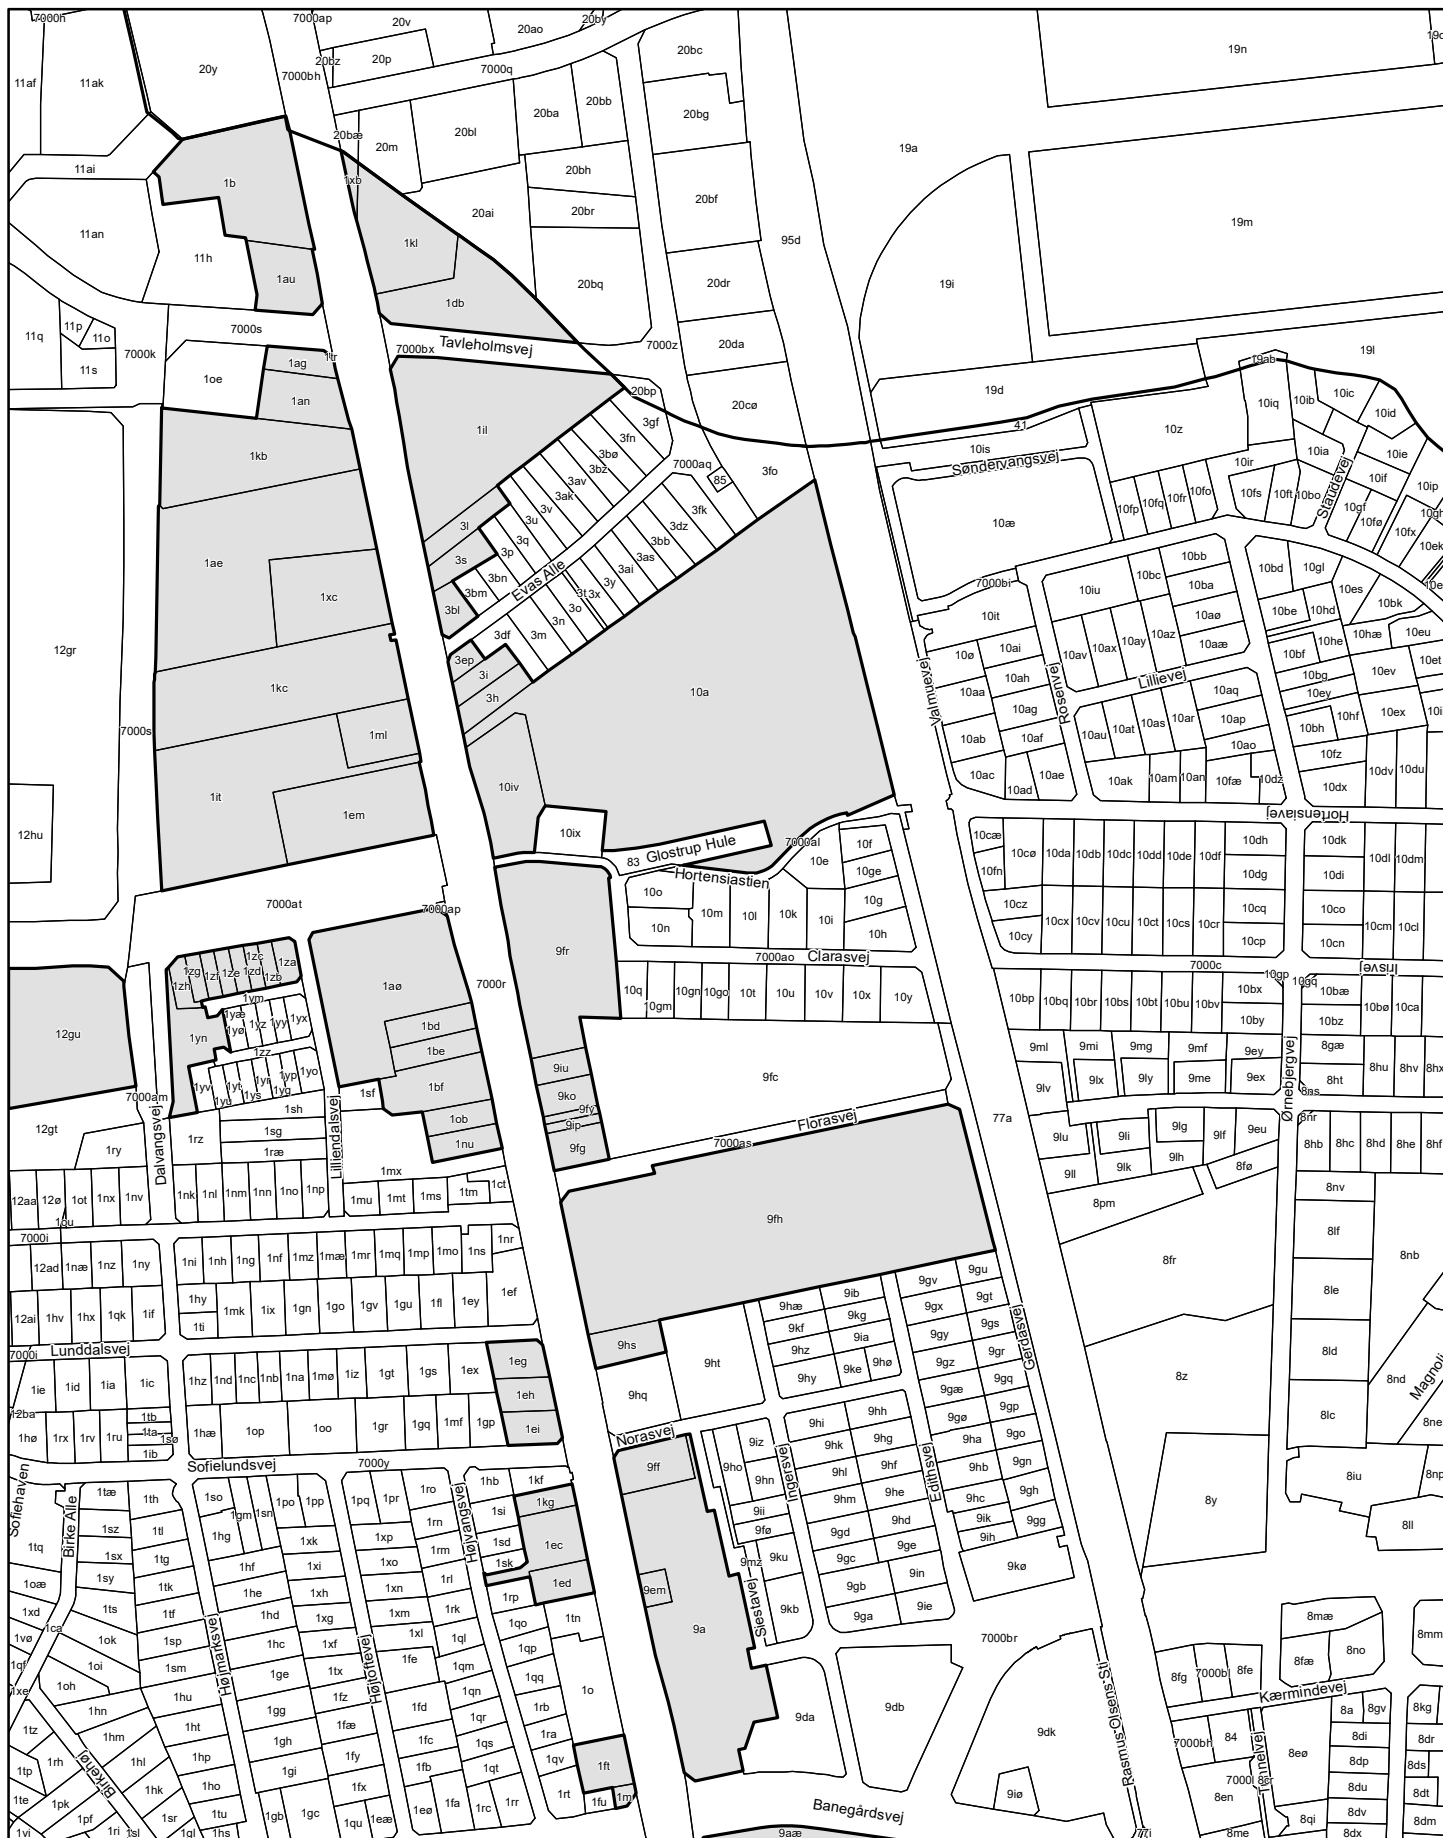 7000h
7000ap
20v
20ao
20by
11af
11ak
20y
7000bh
20bz
20p
7000q
20bc
19n
20bæ
20m
20bl
20ba
20bb
20bg
19a
11ai
1b
1xb
20bh
20br
20bf
19m
11an
11h
1kl
20ai
95d
1au
1db
20bq
20dr
19i
11q
11p
11o
7000k
7000s
11s
1oe
1ag
1tr
7000bx
Tavleholmsvej
7000z
20da
19l
1an
20bp
20cø
19d
19ab
1kb
1il
3gf
3fn
3bø
3bz
3av
3ak
3v
3u
3q
3p
3l
3s
7000aq
85
3fo
41
10is
Søndervangsvej
10z
10iq
10ib
10ic
10id
10ia
10ie
10ir
10if
10ip
Staudevej
12gr
1ae
1xc
3bl
3bm
3bn
Evas Alle
3fk
3dz
3bb
3as
3ai
3y
3x
3t
3o
3n
3m
3df
10æ
10fp
10fq
10fr
10fo
10fs
10ft
10bo
10gf
10fø
10fx
10ek
7000bi
10iu
10bc
10bb
10ba
10aø
10aæ
10bd
10gl
10es
10bk
1kc
3ep
3i
3h
10a
10it
10ø
10ai
10ah
10aa
10ag
10ab
10af
10ac
10ad
10ae
Valmuevej
Rosenvej
10av
10ax
10ay
10az
Lillievej
10au
10at
10as
10ar
10aq
10ap
10ao
10be
10hd
10he
10bf
10bg
10ey
10hf
10bh
10hæ
10eu
10ev
10et
10ex
7000s
1ml
1it
1em
10iv
10ix
83
Glostrup Hule
7000al
Hortensiastien
10ak
10am
10an
10fæ
10dz
10fz
10dx
10dv
10du
Hortensiavej
12hu
7000at
7000ap
10e
10f
10ge
10g
10h
10o
10n
10m
10l
10k
10i
10cæ
10fn
10cø
10cz
10cy
10da
10db
10dc
10dd
10de
10df
10dh
10dg
10cx
10cv
10cu
10ct
10cs
10cr
10cq
10cp
10dk
10di
10dl
10dm
10co
10cn
10cm
10cl
7000ao
Clarasvej
7000c
Irisvej
12gu
1zg
1zh
1zf
1ze
1zd
1zc
1zb
1za
1ym
1yæ
1yø
1yz
1yy
1yx
1yn
1zz
1yv
1yu
1yt
1ys
1yr
1yq
1yp
1yo
1aø
1bd
1be
1bf
7000r
9fr
9iu
9ko
9fy
9ip
9fg
10q
10gm
10gn
10go
10t
10u
10v
10x
10y
9fc
10bp
10bq
10br
10bs
10bt
10bu
10bv
10bx
10by
10gp
10gq
10bæ
10bz
10bø
10ca
9ml
9mi
9mg
9mf
9ey
9lv
9lx
9ly
9me
9ex
Ørnebjergvej
8gæ
8ht
8hu
8hv
8hx
8ns
8nr
7000am
Dalvangsvej
Lilliendalsvej
12gt
1ry
1rz
1sh
1sg
1ræ
1sf
1ob
1nu
1mx
Florasvej
7000as
77a
9lu
9ll
9li
9lk
9lg
9lh
9lf
9eu
8fø
8hb
8hc
8hd
8he
8hf
12aa
12ø
1ot
1nx
1nv
1ou
1nk
1nl
1nm
1nn
1no
1np
1mu
1mt
1ms
1tm
1ct
9fh
8pm
8nv
7000i
12ad
1næ
1nz
1ny
1ni
1nh
1ng
1nf
1mz
1mæ
1mr
1mq
1mp
1mo
1ns
1nr
8fr
8lf
8nb
12ai
1hv
1hx
1qk
1if
1hy
1ti
1mk
1ix
1gn
1go
1gv
1gu
1fl
1ey
1ef
9hs
9hæ
9ib
9kf
9kg
9hz
9ia
9hy
9ke
9hø
9gv
9gu
9gx
9gt
9gy
9gs
9gz
9gr
Gerdasvej
8le
7000i
Lunddalsvej
1ie
1id
1ia
1ic
12ba
1hø
1rx
1rv
1ru
1tb
1ta
1sø
1ib
1hz
1nd
1nc
1nb
1na
1mø
1iz
1gt
1gs
1ex
1eg
1eh
1ei
1hæ
1op
1oo
1gr
1gq
1mf
1gp
9hq
9ht
9gæ
9gq
9gø
9gp
8z
8ld
8nd
8lc
8ne
Norasvej
Sofielundsvej
7000y
Sofiehaven
Birke Alle
1tæ
1th
1so
1gm
1sn
1po
1pp
1pq
1pr
1ro
1hb
1kf
1kg
9ff
9ho
9iz
9hn
Ingersvej
9hi
9hh
9hk
9hg
9hl
9hf
9hm
9he
Edithsvej
9ha
9go
9hb
9gn
9hc
9gh
8y
8iu
8np
8ll
1tq
1sz
1tl
1hg
1xk
1xp
1rn
1si
1ec
9ii
9fø
9ku
9gd
9hd
9gc
9ge
9ik
9gg
9ih
1sx
1tg
1hf
1xi
1xo
1rm
1sd
1sk
Højvangsvej
1oæ
1sy
1tk
1he
1xh
1xn
1rl
1rp
1ed
9em
9mz
9gb
9in
9kø
1xd
1ts
1tf
1hd
1xg
1xm
1rk
1qo
1tn
9a
Siestavej
9kb
9ga
9ie
8mæ
8mm
1vø
1ca
1ok
1sp
1hc
1xf
1xl
1ql
1qp
7000br
8no
8fæ
1qf
1oi
1sm
1ge
1tx
1fe
1qm
1qq
8fg
7000bl
8fe
1xe
1oh
1hu
1gg
1fz
1fd
1qn
1rb
1o
9da
9db
9dk
Kærmindevej
1tz
1hn
1ht
1gh
1fæ
1fc
1qr
1ra
8a
8gv
8kg
1tp
1rh
1hm
1hp
1gi
1fy
1fb
1qs
1qv
1ft
7000bh
84
8eø
8di
8dr
Birkehøj
1hl
1ho
1fx
1qt
9iø
7000l
8cr
8dp
8ds
1te
1pk
1hk
1tu
1gb
1gc
1qu
1eæ
1eø
1fa
1rc
1rr
1rt
1fu
1m
Højmarksvej
Højtoftevej
Rasmus Olsens Sti
Tunnelvej
8en
8du
8dt
8dv
8dm
1vi
1pf
1ri
1sl
1sr
1ql
1hs
Banegårdsvej
9aæ
77i
8me
8qi
8dx